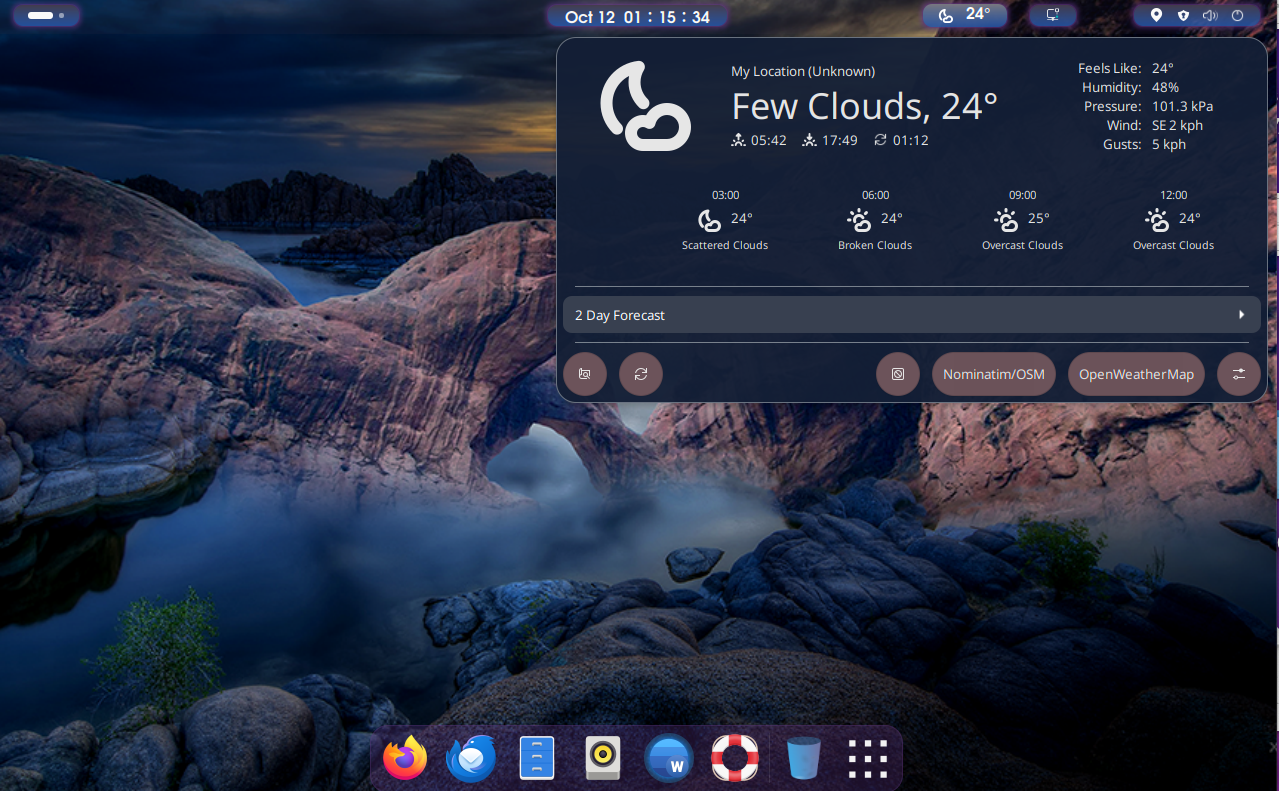 Oct 12 01 : 15 : 34
24°
My Location (Unknown)
Few Clouds, 24°
05:42 17:49 01:12
Feels Like: 24°
Humidity: 48%
Pressure: 101.3 kPa
Wind: SE 2 kph
Gusts: 5 kph
03:00 06:00 09:00 12:00
24° 24° 25° 24°
Scattered Clouds Broken Clouds Overcast Clouds Overcast Clouds
2 Day Forecast
Nominatim/OSM OpenWeatherMap
W